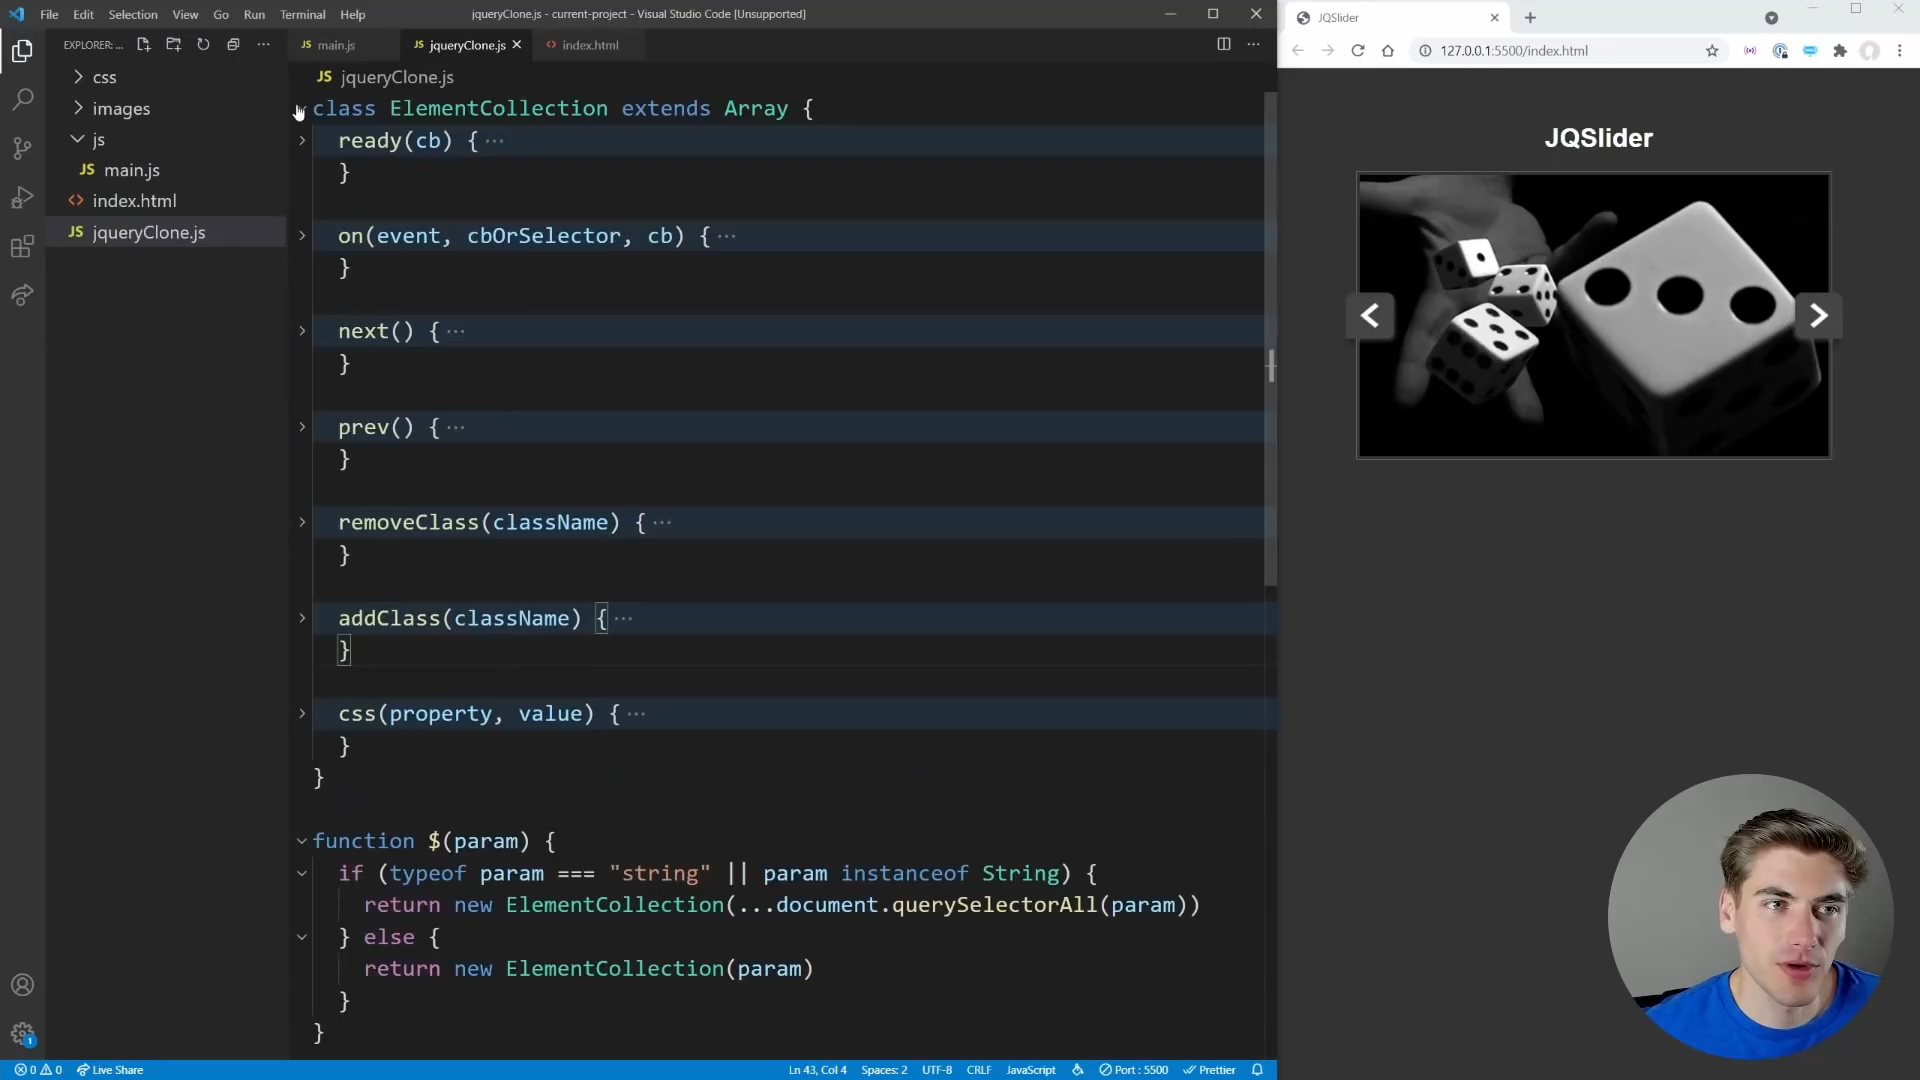 File Edit Selection View Go Run Terminal Help
jqueryClone.js - current-project - Visual Studio Code [Unsupported]
JQSlider
EXPLORER: ...
JS main.js
JS jqueryClone.js
<> index.html
127.0.0.1:5500/index.html
css
images
js
JS main.js
<> index.html
JS jqueryClone.js
JS jqueryClone.js
class ElementCollection extends Array {
ready(cb) { ...
}
on(event, cbOrSelector, cb) { ...
}
next() { ...
}
prev() { ...
}
removeClass(className) { ...
}
addClass(className) { ...
}
css(property, value) { ...
}
}
function $(param) {
if (typeof param === "string" || param instanceof String) {
return new ElementCollection(...document.querySelectorAll(param))
} else {
return new ElementCollection(param)
}
}
JQSlider
1
0 0 Live Share
Ln 43, Col 4 Spaces: 2 UTF-8 CRLF JavaScript Port : 5500 Prettier